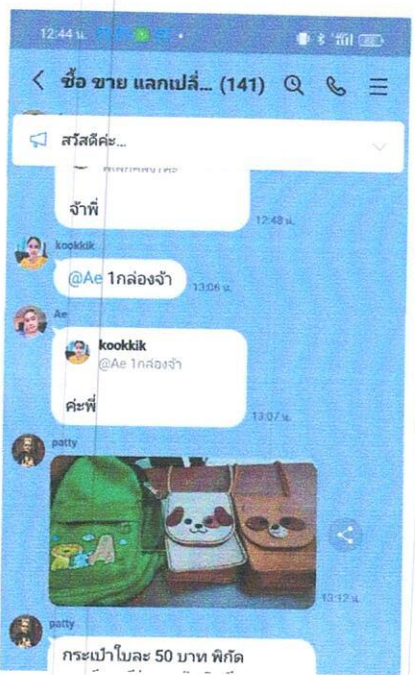 12:44 น.
ซื้อ ขาย แลกเปลี่... (141)
สวัสดีค่ะ...
จ้าพี่
12:48 น.
kookkik
@Ae 1กล่องจ้า
13:06 น.
Ae
kookkik
@Ae 1กล่องจ้า
ค่ะพี่
13:07 น.
patty
13:12 น.
patty
กระเป๋าใบละ 50 บาท พิกัด